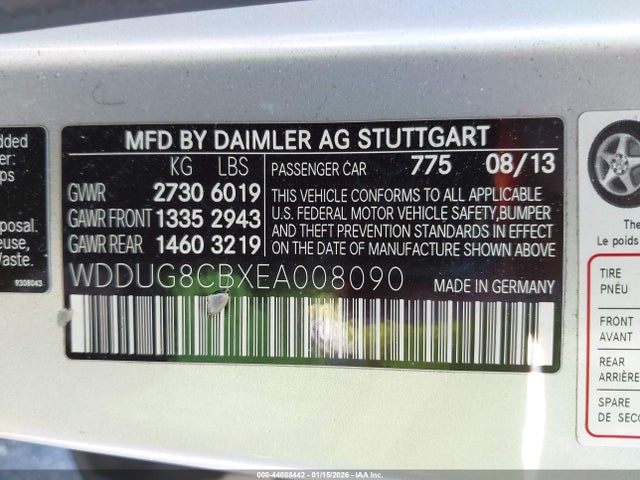 dded
er:
ps
posal.
euse,
Waste.
9308043
MFD BY DAIMLER AG STUTTGART
KG LBS PASSENGER CAR 775 08/13
GVWR 2730 6019
GAWR FRONT 1335 2943
GAWR REAR 1460 3219
THIS VEHICLE CONFORMS TO ALL APPLICABLE
U.S. FEDERAL MOTOR VEHICLE SAFETY, BUMPER
AND THEFT PREVENTION STANDARDS IN EFFECT
ON DATE OF MANUFACTURE SHOWN ABOVE
WDDUG8CBXEA008090 MADE IN GERMANY
The
Le poids
TIRE
PNEU
FRONT
AVANT
REAR
ARRIÈRE
SPARE
DE SECO
000-44088442 - 01/15/2026 - COPYRIGHT IAA, INC.